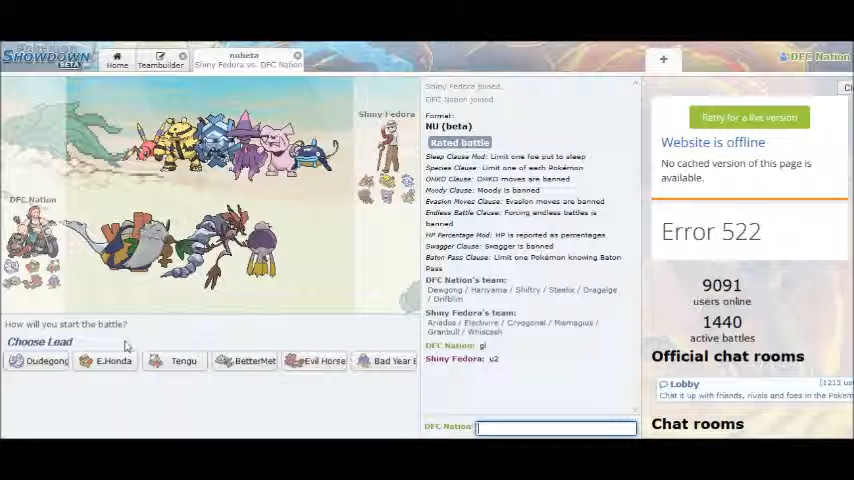 Pokémon
SHOWDOWN
BETA
Home
Teambuilder
nubeta
Shiny Fedora vs. DFC Nation
+
DFC Nation
Shiny Fedora
DFC Nation
How will you start the battle?
Choose Lead
Oudegong
E.Honda
Tengu
BetterMet
Evil Horse
Bad Year B
Shiny Fedora joined.
DFC Nation joined.
Format:
NU (beta)
Rated battle
Sleep Clause Mod: Limit one foe put to sleep
Species Clause: Limit one of each Pokémon
OHKO Clause: OHKO moves are banned
Moody Clause: Moody is banned
Evasion Moves Clause: Evasion moves are banned
Endless Battle Clause: Forcing endless battles is
banned
HP Percentage Mod: HP is reported as percentages
Swagger Clause: Swagger is banned
Baton Pass Clause: Limit one Pokémon knowing Baton
Pass
DFC Nation's team:
Dewgong / Hariyama / Shiftry / Steelix / Dragalge
/ Drifblim
Shiny Fedora's team:
Ariados / Electivire / Cryogonal / Mismagius /
Granbull / Whiscash
DFC Nation: gl
Shiny Fedora: u2
DFC Nation:
Retry for a live version
Website is offline
No cached version of this page is
available.
Error 522
9091
users online
1440
active battles
Official chat rooms
Lobby
Chat it up with friends, rivals and foes in the Pokém
Chat rooms